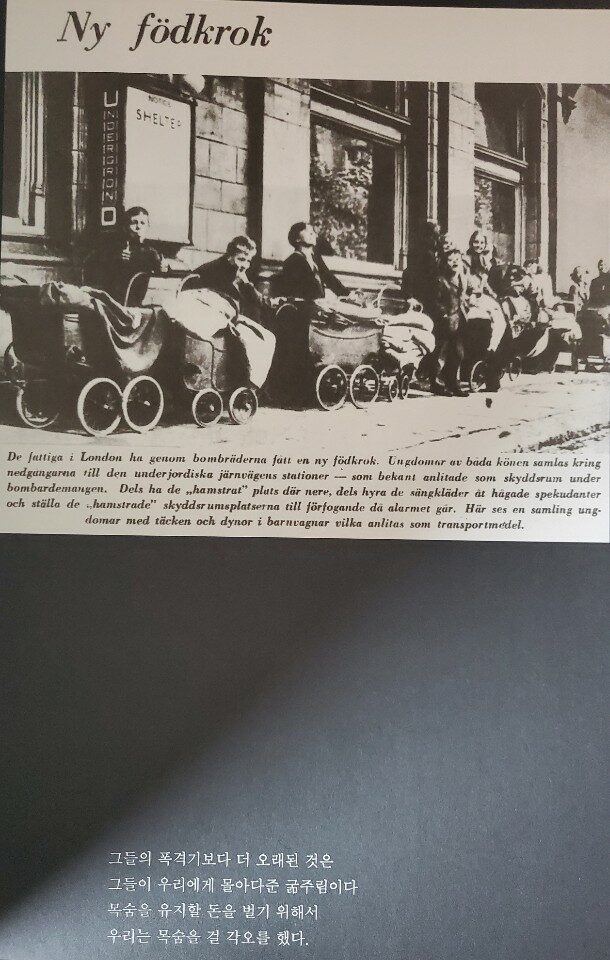 Ny födkrok
UNDERGROND
NOTICE
SHELTER
De fattiga i London ha genom bombräderna fått en ny födkrok. Ungdomar av båda könen samlas kring
nedgångarna till den underjordiska järnvägens stationer — som bekant anlitade som skyddsrum under
bombardemangen. Dels ha de „hamstrat" plats där nere, dels hyra de sängkläder åt hågade spekudanter
och ställa de „hamstrade" skyddsrumsplatserna till förfogande då alarmet går. Här ses en samling ung-
domar med täcken och dynor i barnvagnar vilka anlitas som transportmedel.
그들의 폭격기보다 더 오래된 것은
그들이 우리에게 몰아다준 굶주림이다
목숨을 유지할 돈을 벌기 위해서
우리는 목숨을 걸 각오를 했다.